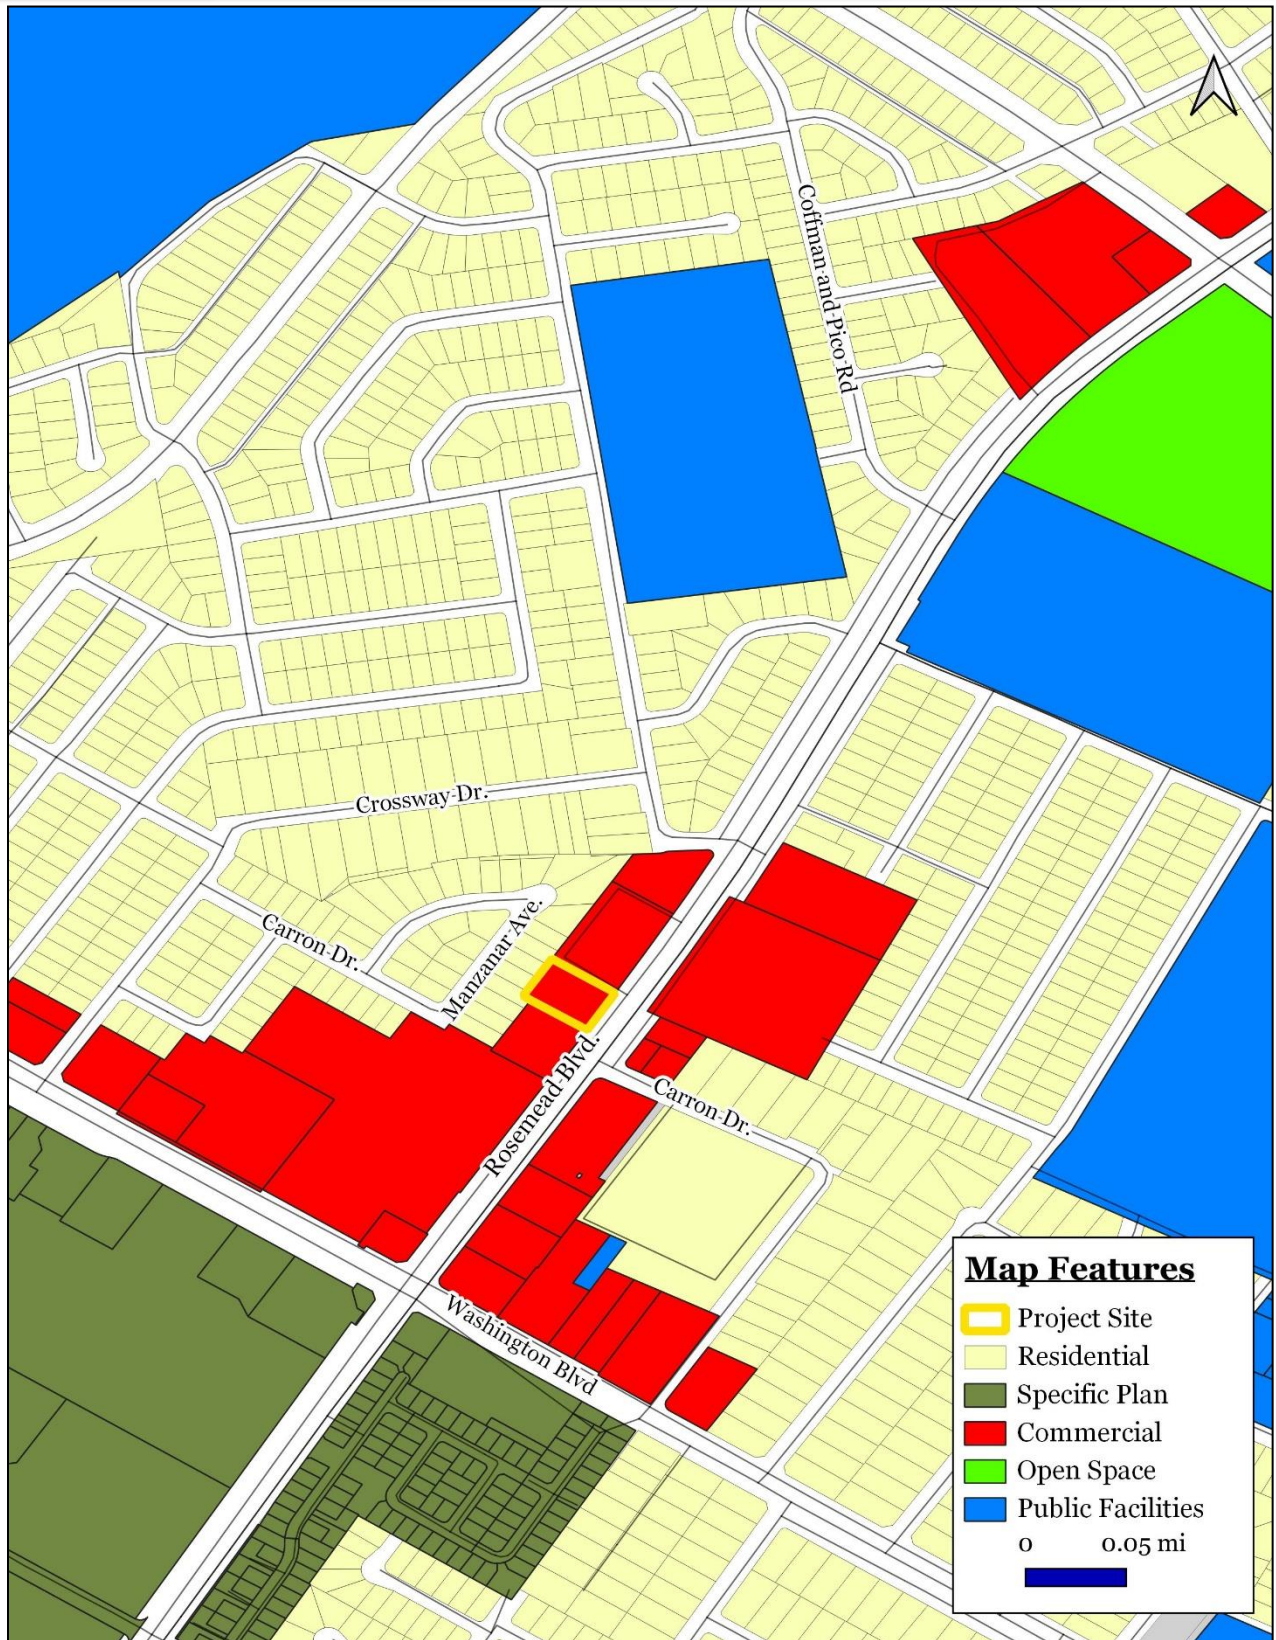 Coffman and Pico Rd
Crossway Dr.
Manzanar Ave.
Carron Dr.
Rosemead Blvd.
Carron Dr.
Washington Blvd
Map Features
Project Site
Residential
Specific Plan
Commercial
Open Space
Public Facilities
0 0.05 mi